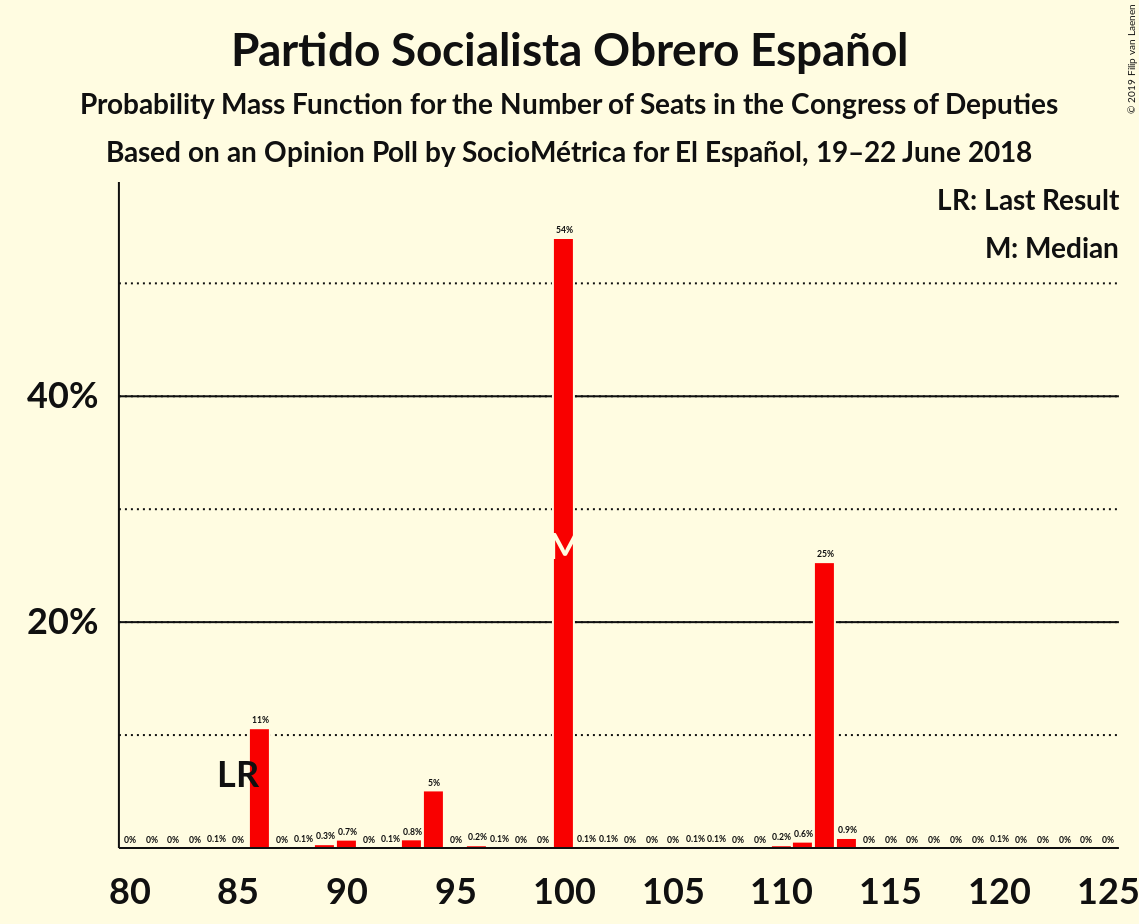 Partido Socialista Obrero Español
Probability Mass Function for the Number of Seats in the Congress of Deputies
Based on an Opinion Poll by SocioMétrica for El Español, 19–22 June 2018
© 2019 Filip van Laenen
LR: Last Result
M: Median
54%
40%
M
25%
20%
11%
LR
5%
0% 0% 0% 0% 0.1% 0% 0% 0.1% 0.3% 0.7% 0% 0.1% 0.8% 0% 0.2% 0.1% 0% 0% 0.1% 0.1% 0% 0% 0% 0.1% 0.1% 0% 0% 0.2% 0.6% 0.9% 0% 0% 0% 0% 0% 0% 0.1% 0% 0% 0% 0% 0%
80 85 90 95 100 105 110 115 120 125